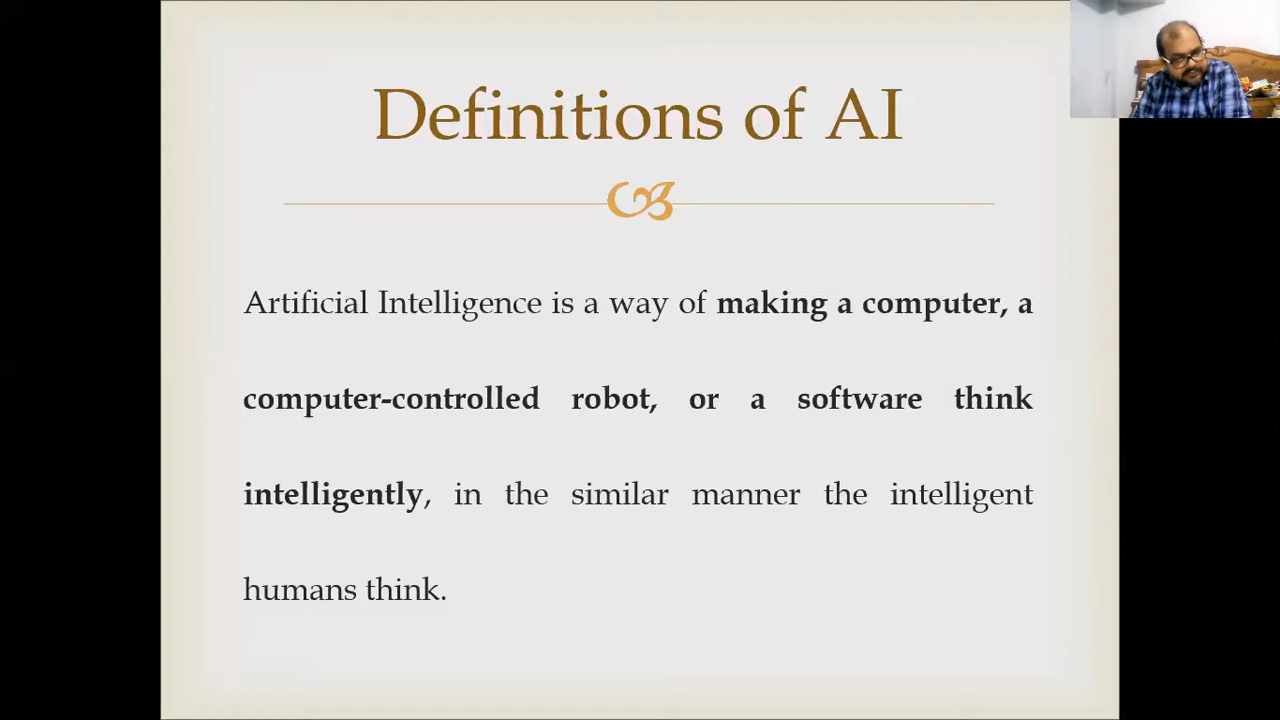 Definitions of AI
Artificial Intelligence is a way of making a computer, a
computer-controlled robot, or a software think
intelligently, in the similar manner the intelligent
humans think.